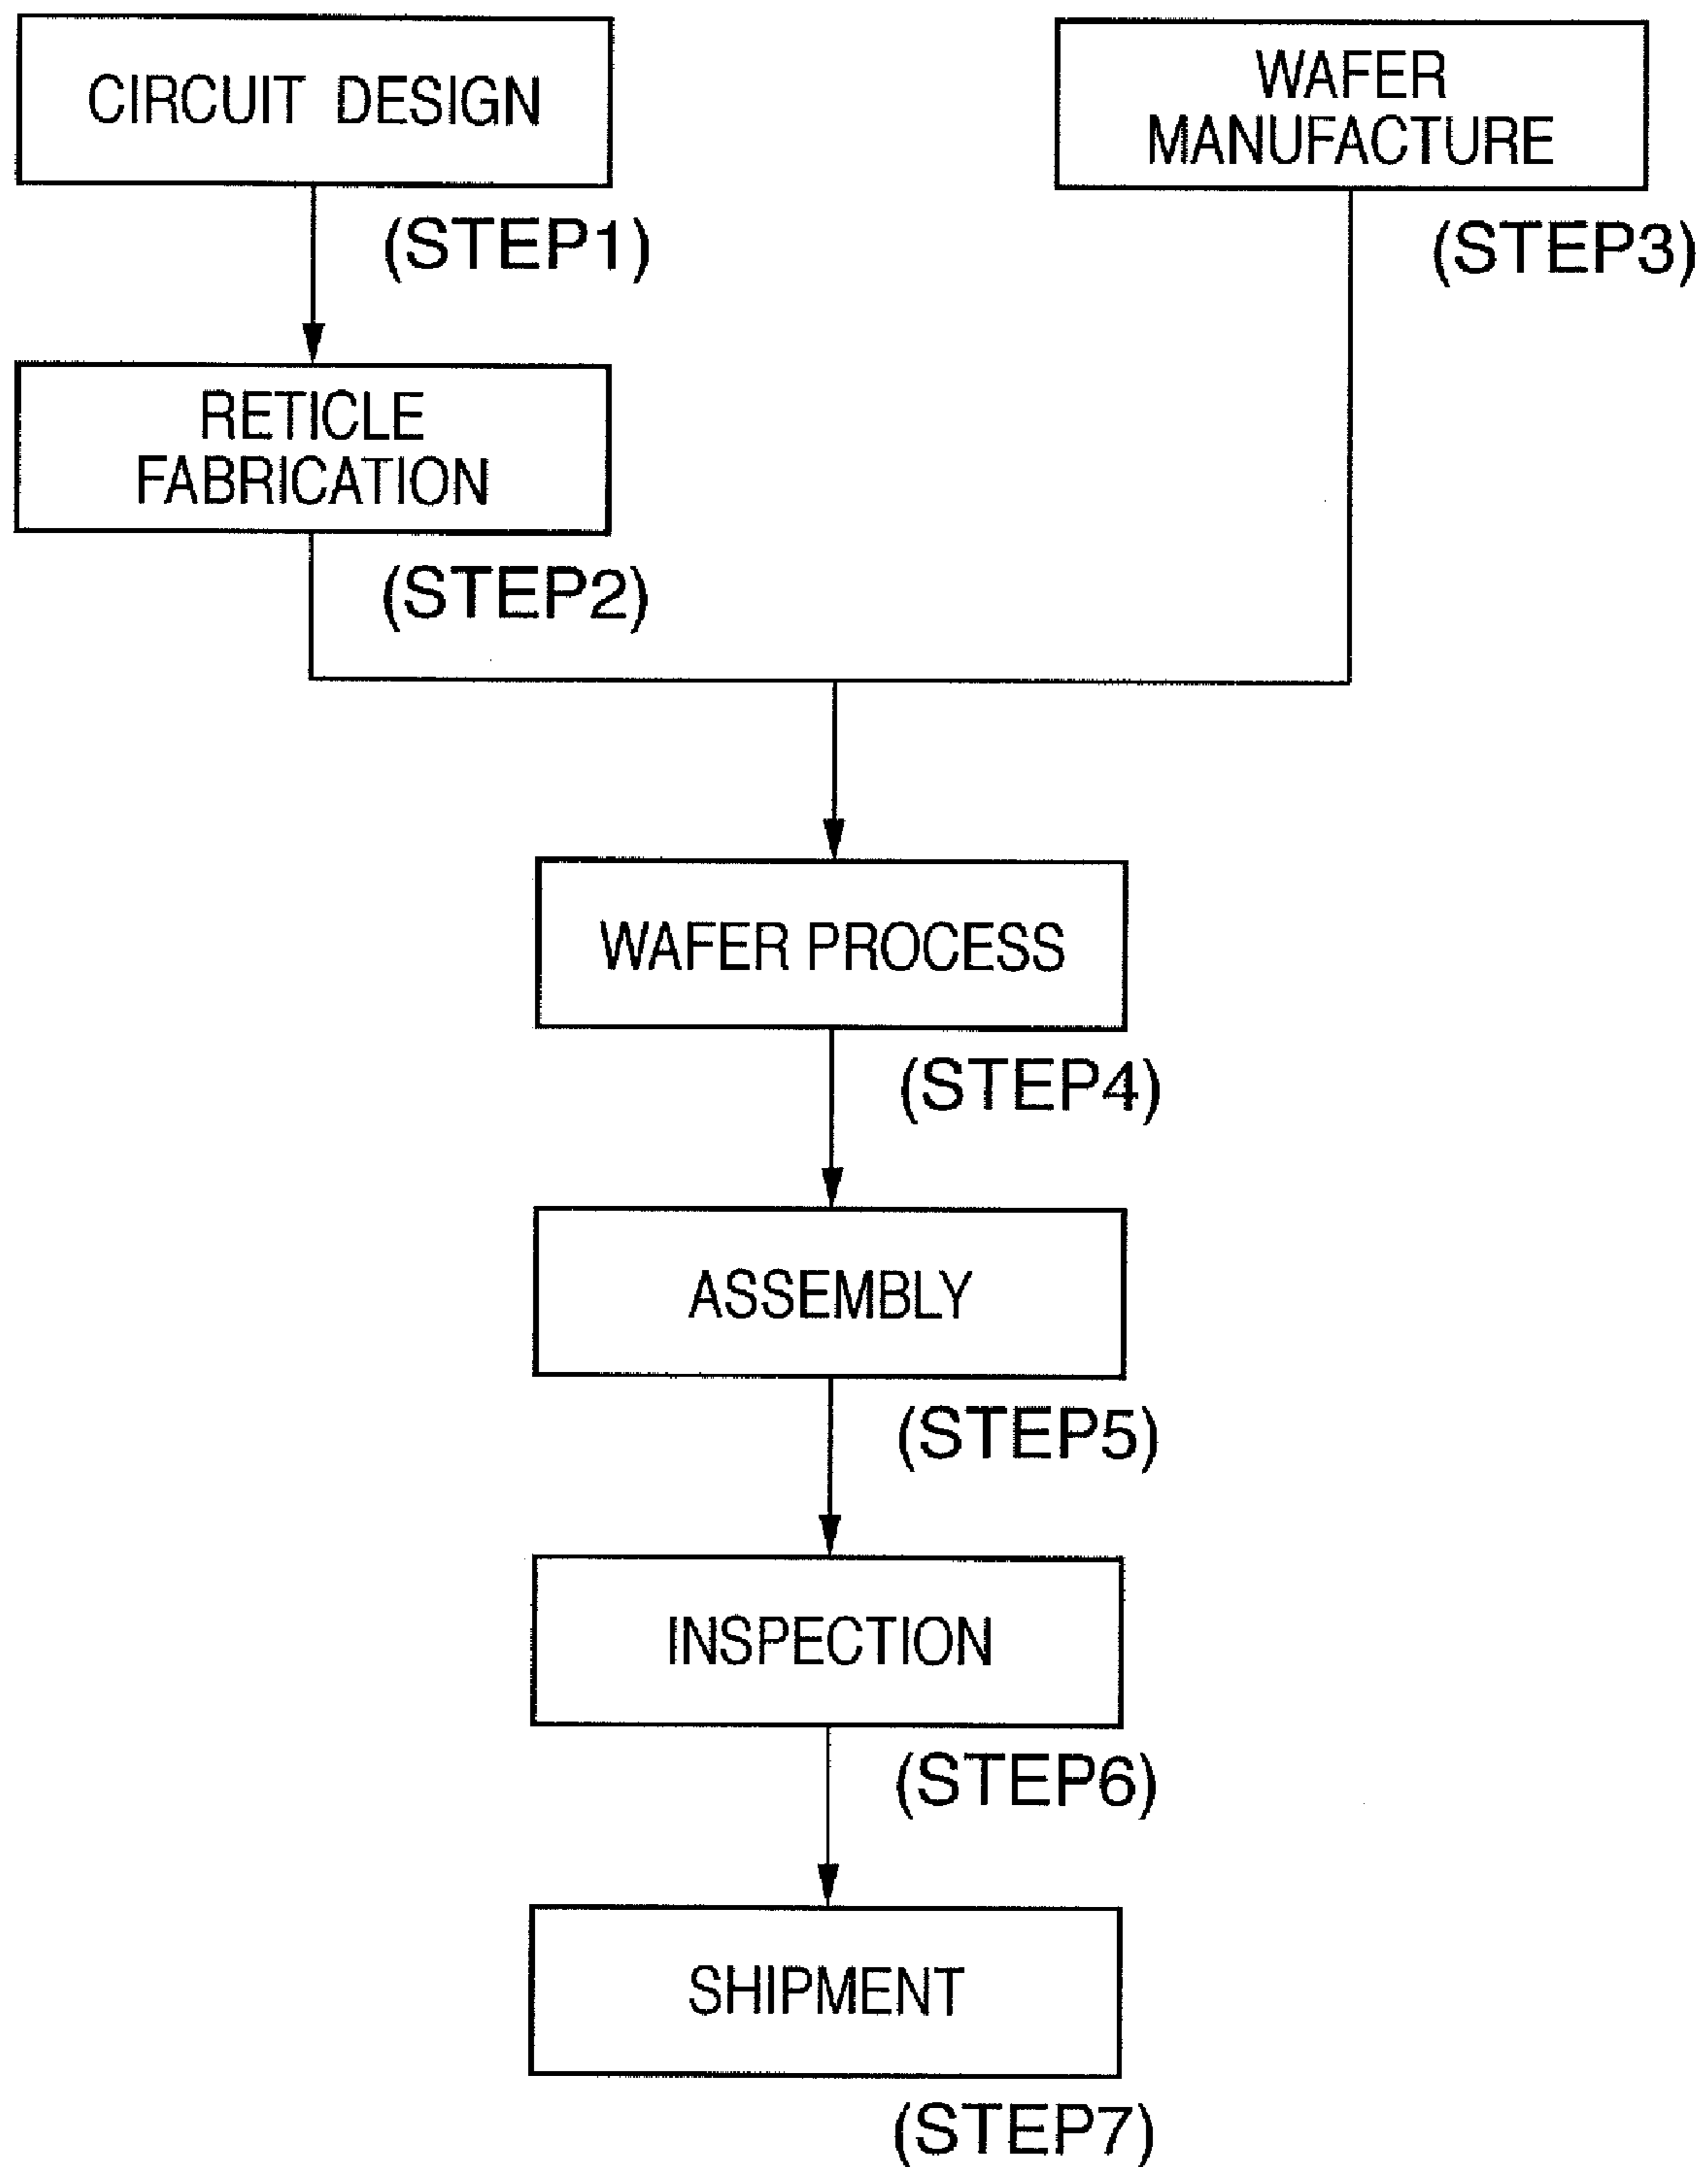 CIRCUIT DESIGN
(STEP1)
RETICLE
FABRICATION
(STEP2)
WAFER
MANUFACTURE
(STEP3)
WAFER PROCESS
(STEP4)
ASSEMBLY
(STEP5)
INSPECTION
(STEP6)
SHIPMENT
(STEP7)